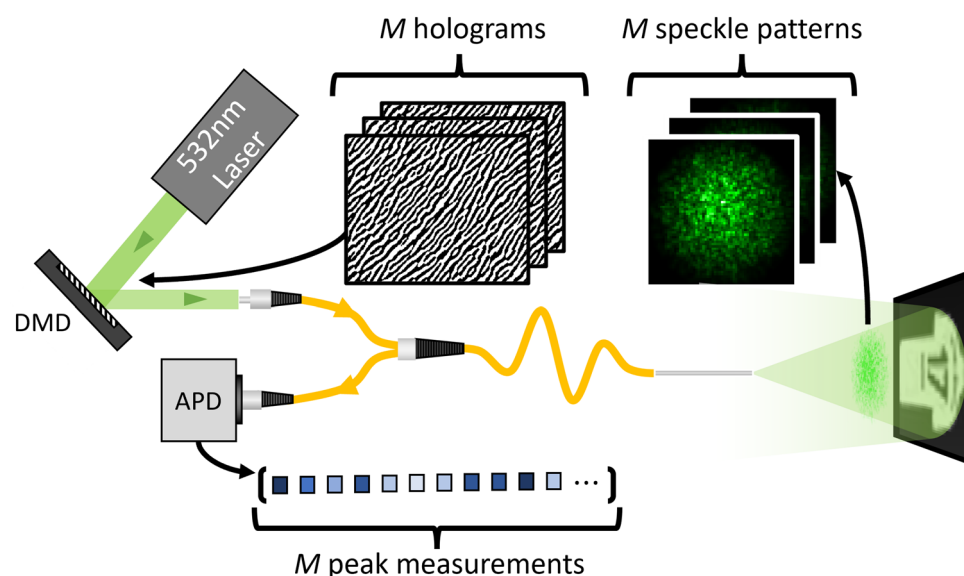 M holograms
M speckle patterns
532nm
Laser
DMD
APD
...
M peak measurements